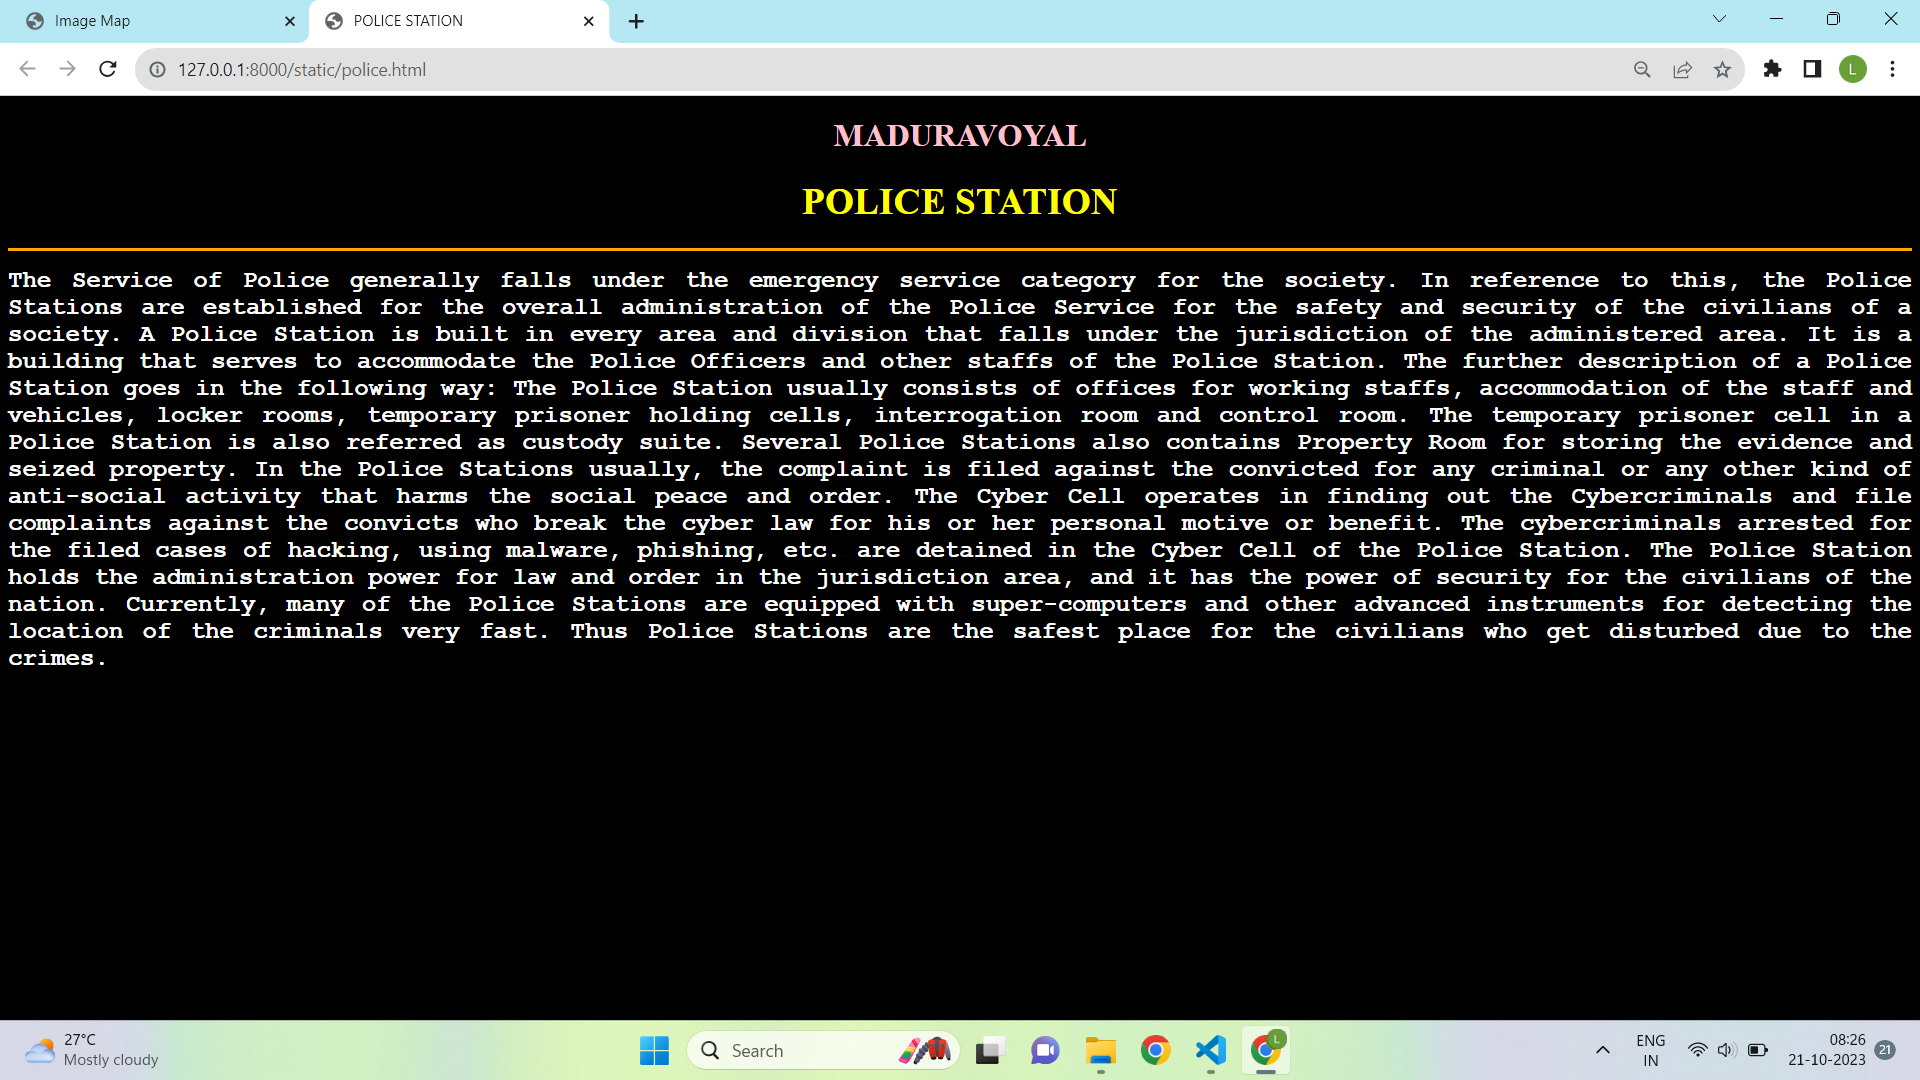 Image Map
POLICE STATION
127.0.0.1:8000/static/police.html
L
MADURAVOYAL
POLICE STATION
The Service of Police generally falls under the emergency service category for the society. In reference to this, the Police
Stations are established for the overall administration of the Police Service for the safety and security of the civilians of a
society. A Police Station is built in every area and division that falls under the jurisdiction of the administered area. It is a
building that serves to accommodate the Police Officers and other staffs of the Police Station. The further description of a Police
Station goes in the following way: The Police Station usually consists of offices for working staffs, accommodation of the staff and
vehicles, locker rooms, temporary prisoner holding cells, interrogation room and control room. The temporary prisoner cell in a
Police Station is also referred as custody suite. Several Police Stations also contains Property Room for storing the evidence and
seized property. In the Police Stations usually, the complaint is filed against the convicted for any criminal or any other kind of
anti-social activity that harms the social peace and order. The Cyber Cell operates in finding out the Cybercriminals and file
complaints against the convicts who break the cyber law for his or her personal motive or benefit. The cybercriminals arrested for
the filed cases of hacking, using malware, phishing, etc. are detained in the Cyber Cell of the Police Station. The Police Station
holds the administration power for law and order in the jurisdiction area, and it has the power of security for the civilians of the
nation. Currently, many of the Police Stations are equipped with super-computers and other advanced instruments for detecting the
location of the criminals very fast. Thus Police Stations are the safest place for the civilians who get disturbed due to the
crimes.
27°C
Mostly cloudy
Search
L
ENG
IN
08:26
21-10-2023
21